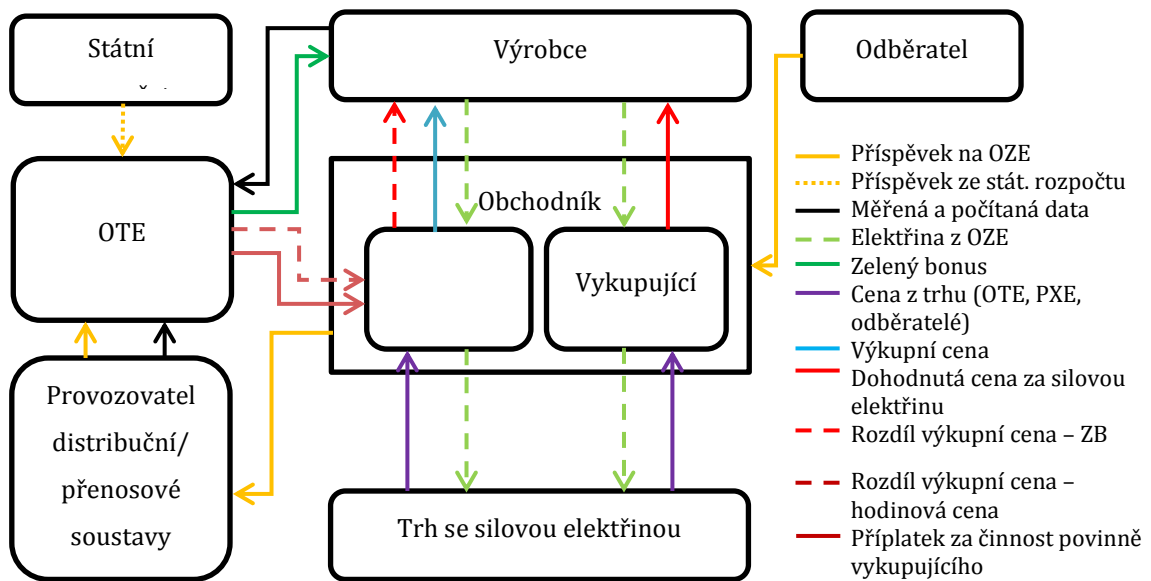 Státní
Výrobce
Odběratel
OTE
Obchodník
Vykupující
Provozovatel
distribuční/
přenosové
soustavy
Trh se silovou elektřinou
Příspěvek na OZE
Příspěvek ze stát. rozpočtu
Měřená a počítaná data
Elektřina z OZE
Zelený bonus
Cena z trhu (OTE, PXE,
odběratelé)
Výkupní cena
Dohodnutá cena za silovou
elektřinu
Rozdíl výkupní cena – ZB
Rozdíl výkupní cena –
hodinová cena
Příplatek za činnost povinně
vykupujícího